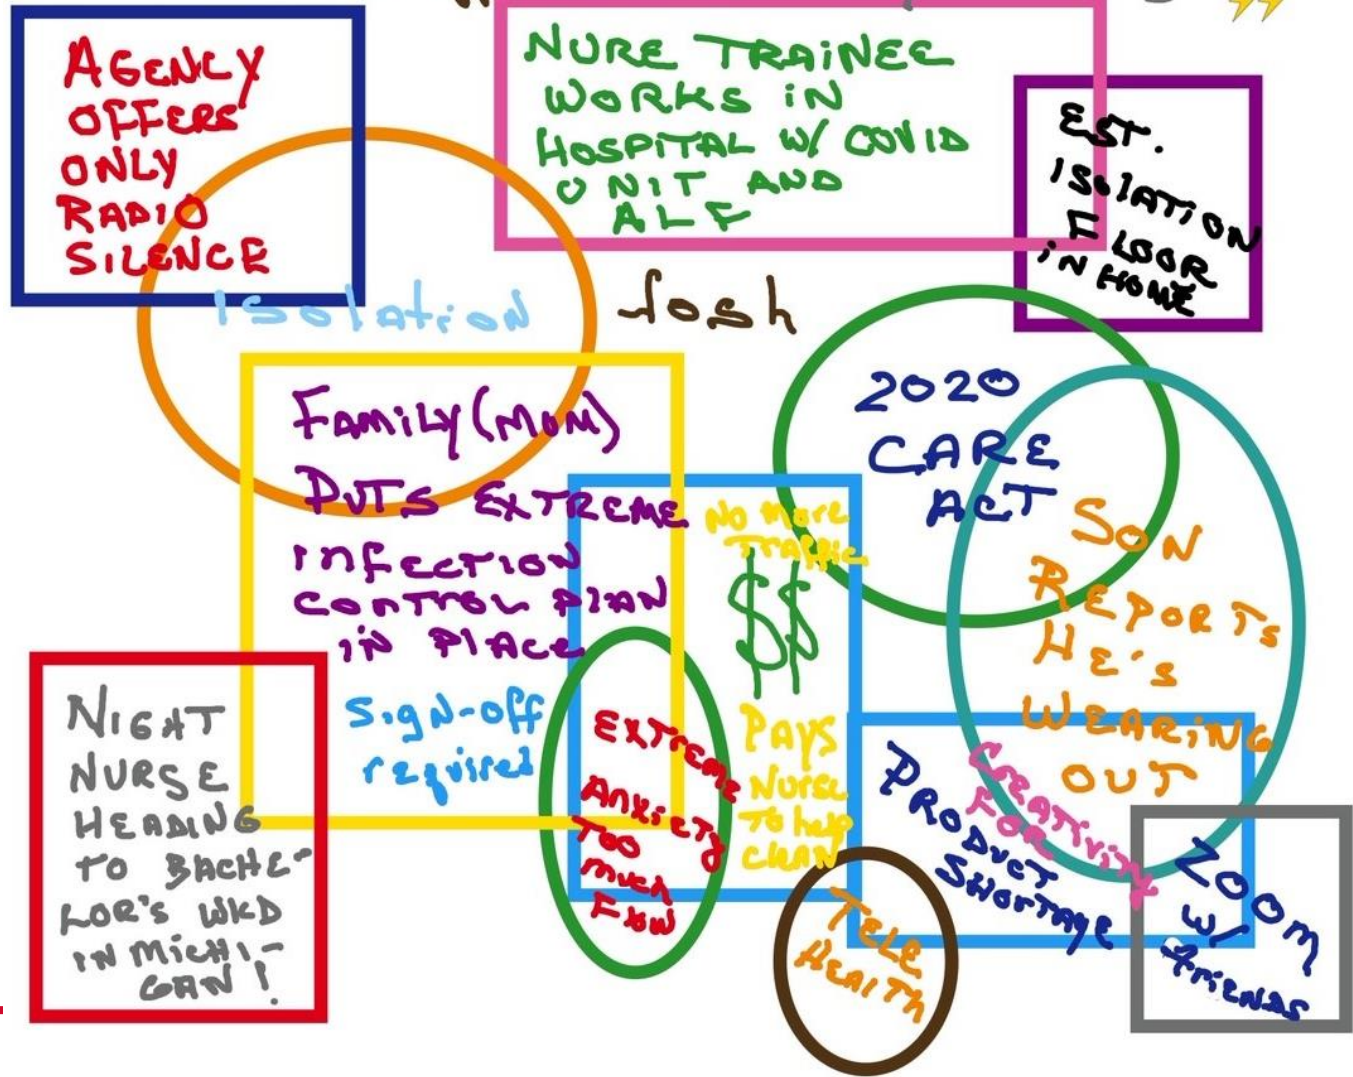 AGENCY
OFFERS
ONLY
RADIO
SILENCE
NURE TRAINEE
WORKS IN
HOSPITAL W/ COVID
UNIT AND
ALF
EST.
ISOLATION
FLOOR
IN HOME
Isolation
Josh
FAMILY (MOM)
PUTS EXTREME
INFECTION
CONTROL PLAN
IN PLACE
Sign-off
required
2020
CARE
ACT
SON
REPORTS
HE'S
WEARING
OUT
No More
Traffic
$$
PAYS
NURSE
To help
CLEAN
EXTREME
Anxiety
Too
much
Flow
NIGHT
NURSE
HEADING
TO BACHE-
LOR'S WKD
IN MICHI-
GAN!
PRODUCT
SHORTAGE
CREATIVITY
FOR
TELE
HEALTH
ZOOM
W/
FRIENDS